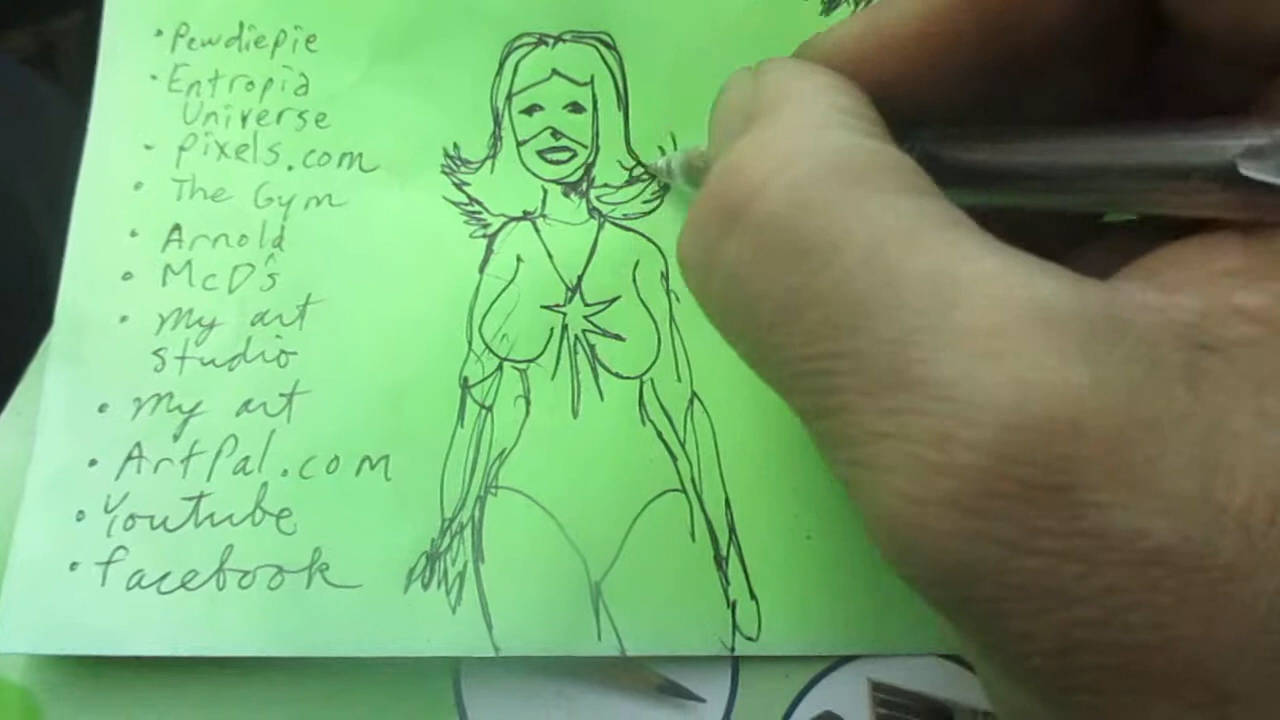 • Pewdiepie
• Entropia
Universe
• pixels.com
• The Gym
• Arnold
• McD's
• my art
studio
• my art
• ArtPal.com
• Youtube
• facebook